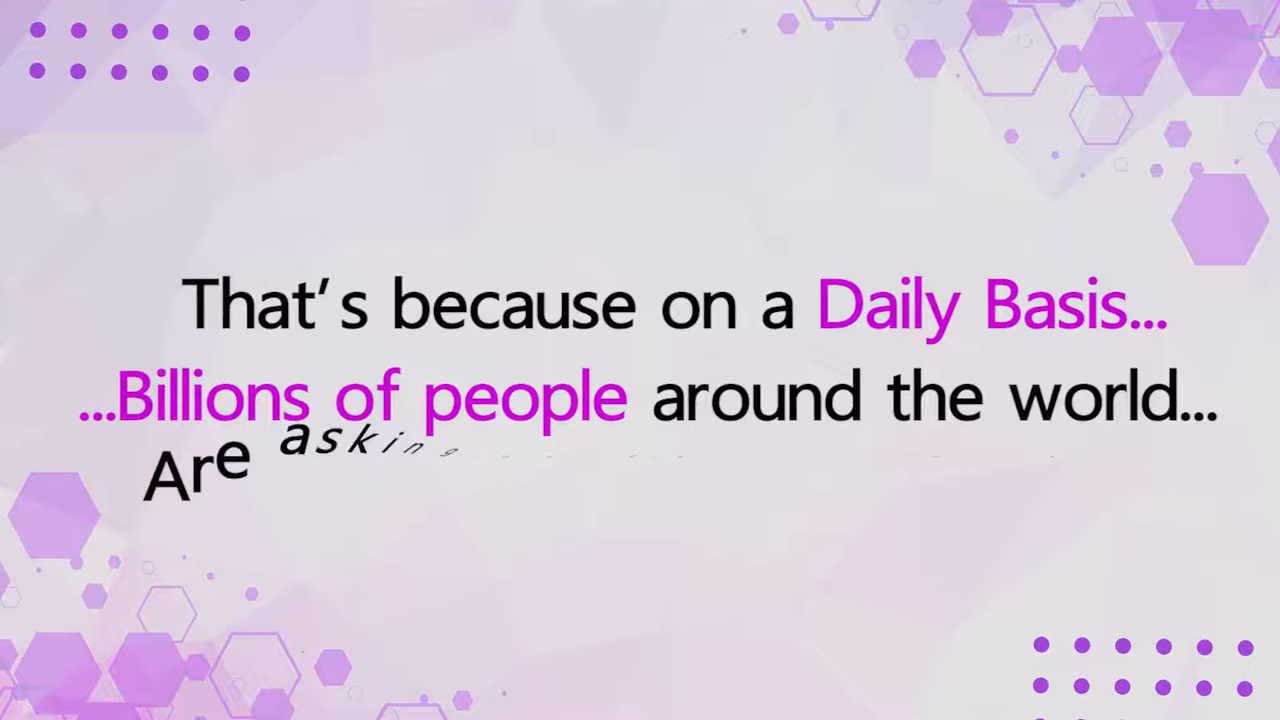 That's because on a Daily Basis...
...Billions of people around the world...
Are asking